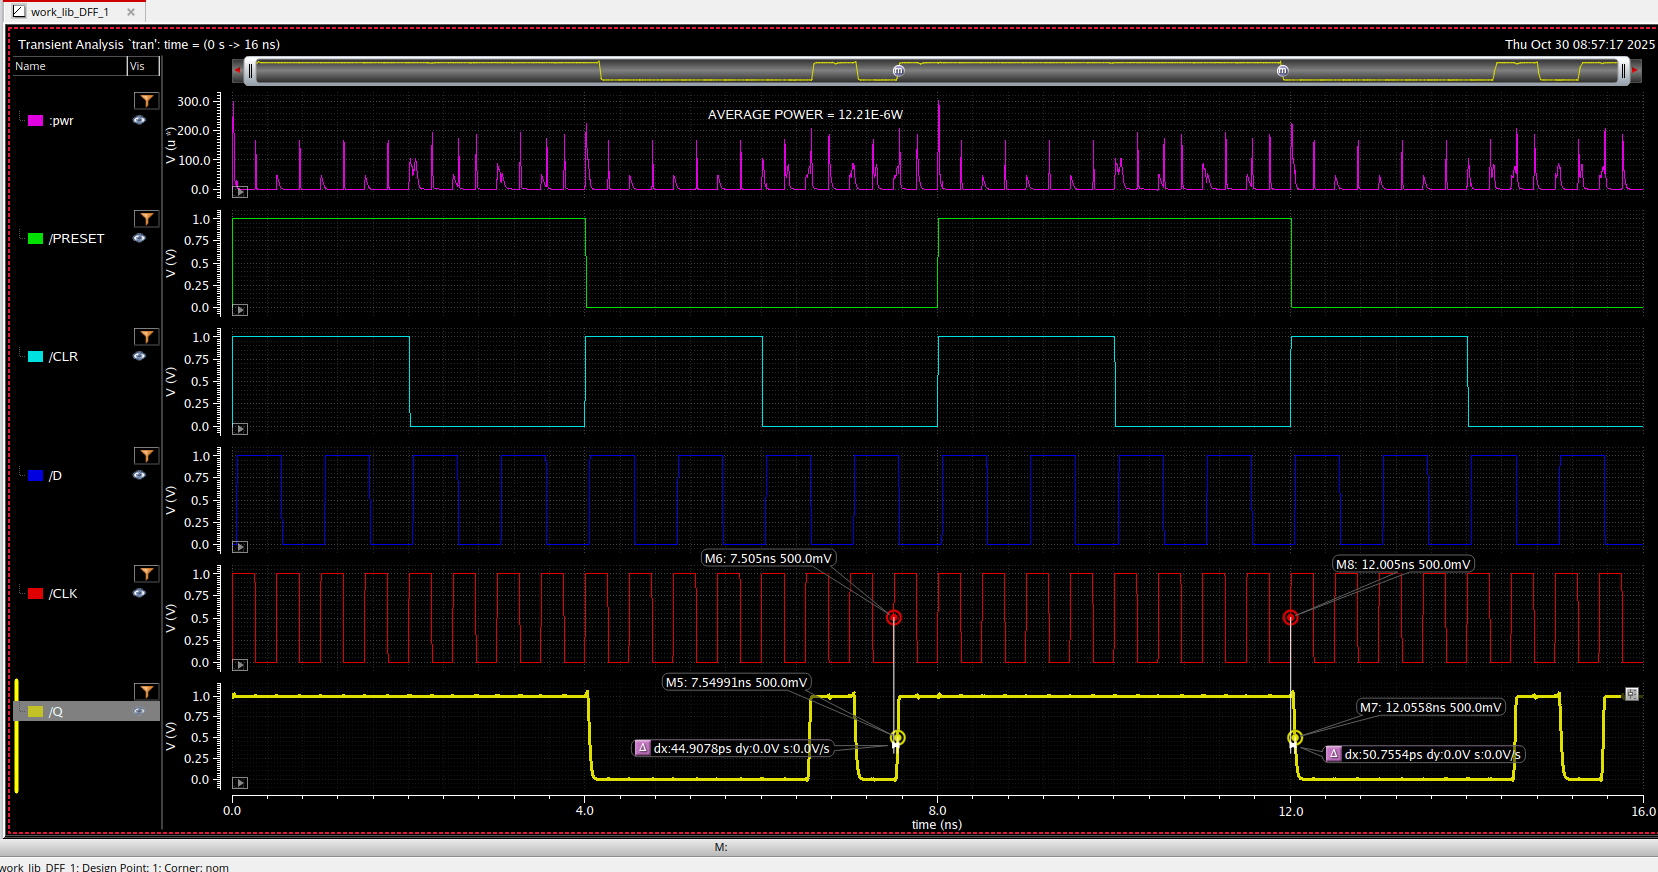 work_lib_DFF_1 ×
Transient Analysis `tran': time = (0 s -> 16 ns)
Thu Oct 30 08:57:17 2025
Name Vis
:pwr
V (u *)
300.0
200.0
100.0
0.0
AVERAGE POWER = 12.21E-6W
/PRESET
V (V)
1.0
0.75
0.5
0.25
0.0
/CLR
V (V)
1.0
0.75
0.5
0.25
0.0
/D
V (V)
1.0
0.75
0.5
0.25
0.0
/CLK
V (V)
1.0
0.75
0.5
0.25
0.0
M6: 7.505ns 500.0mV
M8: 12.005ns 500.0mV
/Q
V (V)
1.0
0.75
0.5
0.25
0.0
M5: 7.54991ns 500.0mV
M7: 12.0558ns 500.0mV
dx:44.9078ps dy:0.0V s:0.0V/s
dx:50.7554ps dy:0.0V s:0.0V/s
0.0 4.0 8.0 12.0 16.0
time (ns)
M:
work_lib_DFF_1: Design Point: 1: Corner: nom